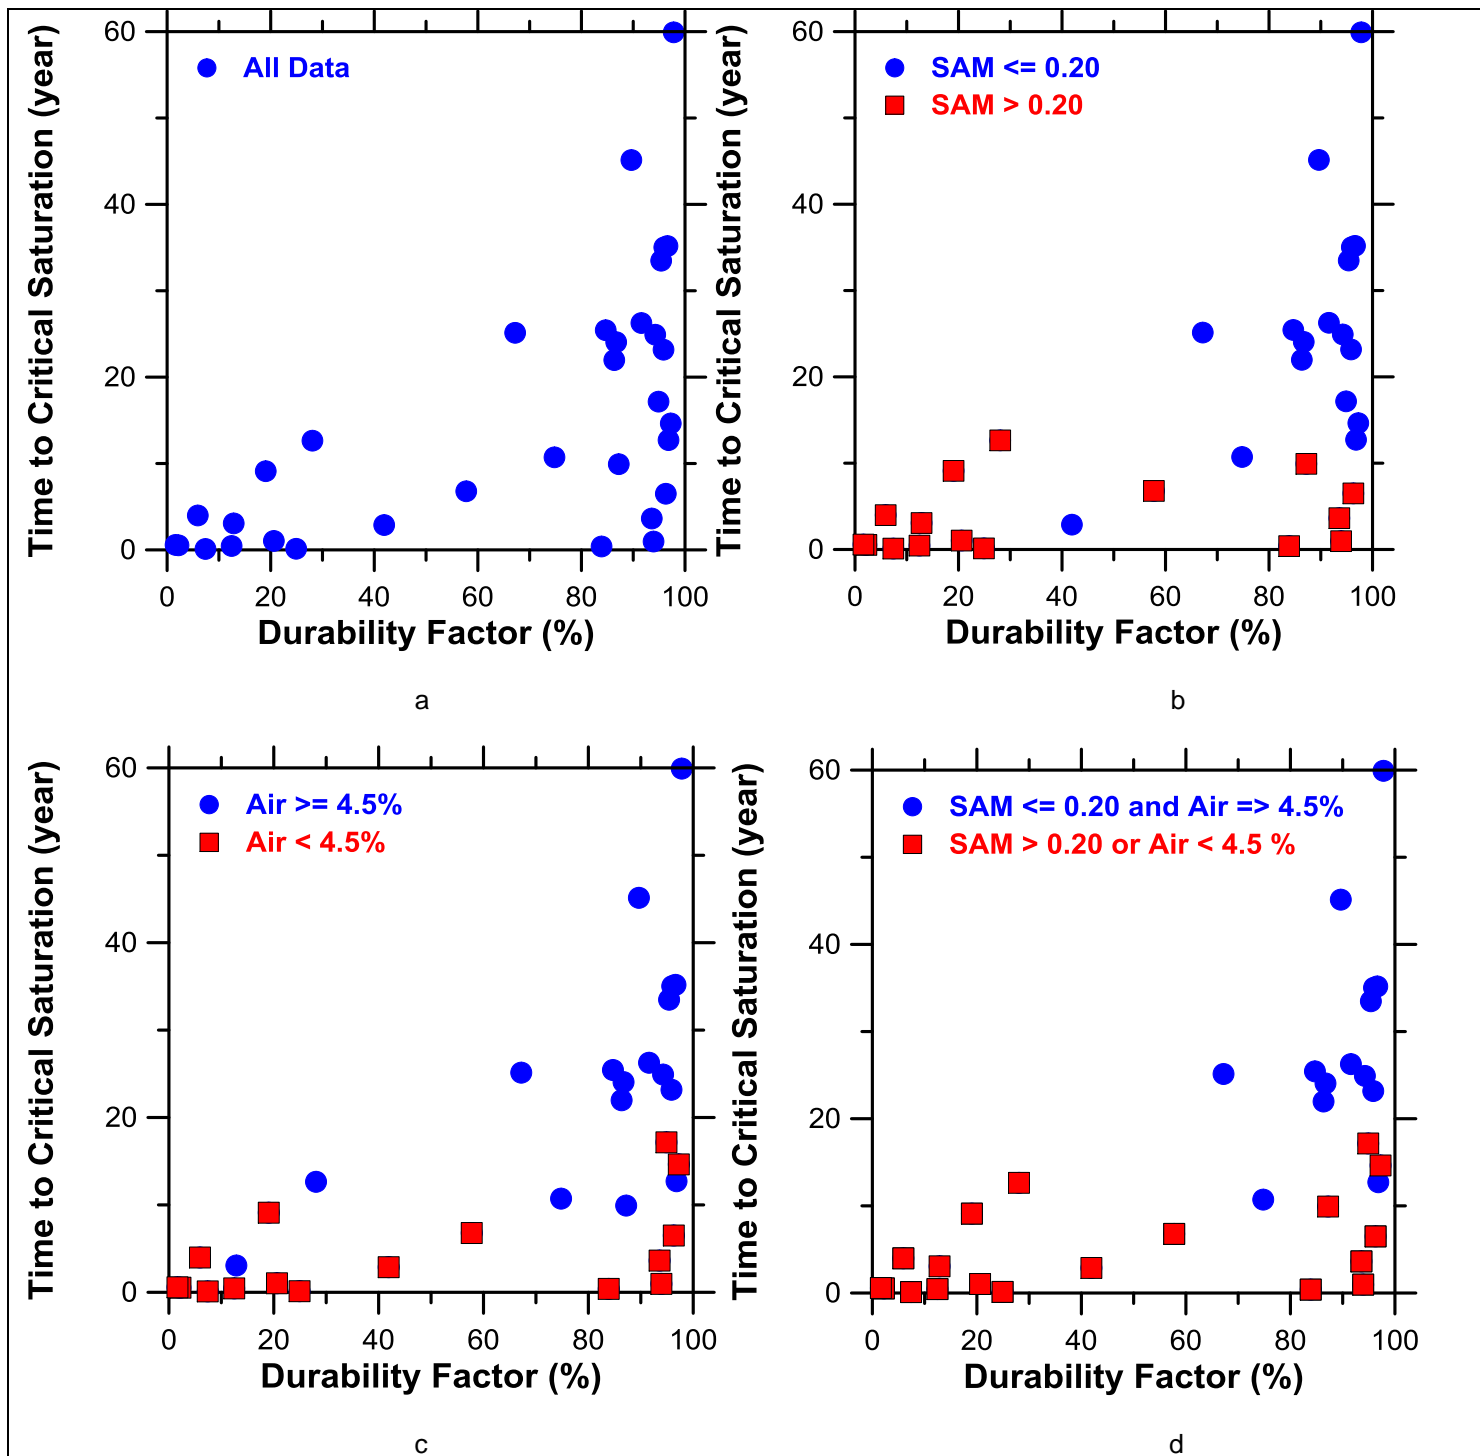 Time to Critical Saturation (year)
60
40
20
0
All Data
0 20 40 60 80 100
Durability Factor (%)
a
Time to Critical Saturation (year)
60
40
20
0
SAM <= 0.20
SAM > 0.20
0 20 40 60 80 100
Durability Factor (%)
b
Time to Critical Saturation (year)
60
40
20
0
Air >= 4.5%
Air < 4.5%
0 20 40 60 80 100
Durability Factor (%)
c
Time to Critical Saturation (year)
60
40
20
0
SAM <= 0.20 and Air => 4.5%
SAM > 0.20 or Air < 4.5 %
0 20 40 60 80 100
Durability Factor (%)
d